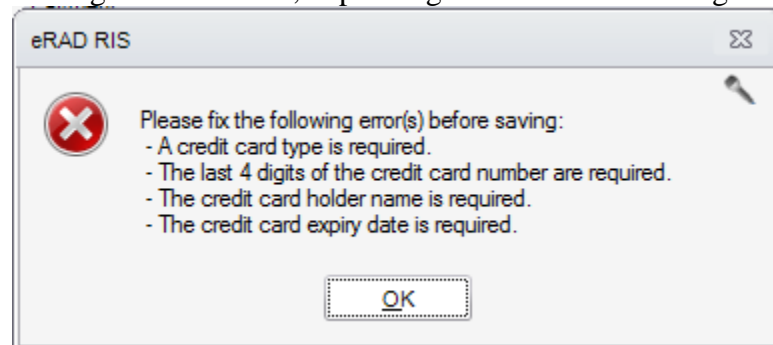 eRAD RIS
Please fix the following error(s) before saving:
- A credit card type is required.
- The last 4 digits of the credit card number are required.
- The credit card holder name is required.
- The credit card expiry date is required.
OK